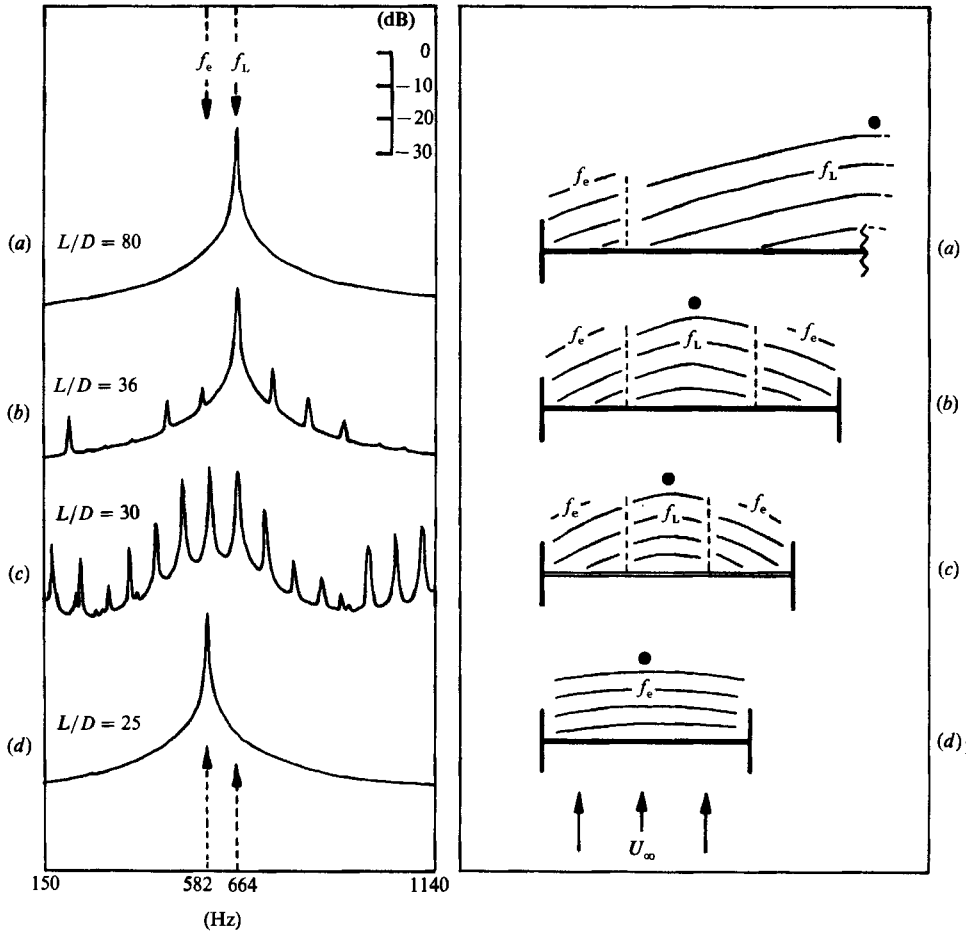 (dB)
0
−10
−20
−30
f_e
f_L
(a)
L/D = 80
L/D = 36
(b)
L/D = 30
(c)
L/D = 25
(d)
150
582
664
1140
(Hz)
f_e
f_L
(a)
f_e
f_L
f_e
(b)
f_e
f_L
f_e
(c)
f_e
(d)
U_∞